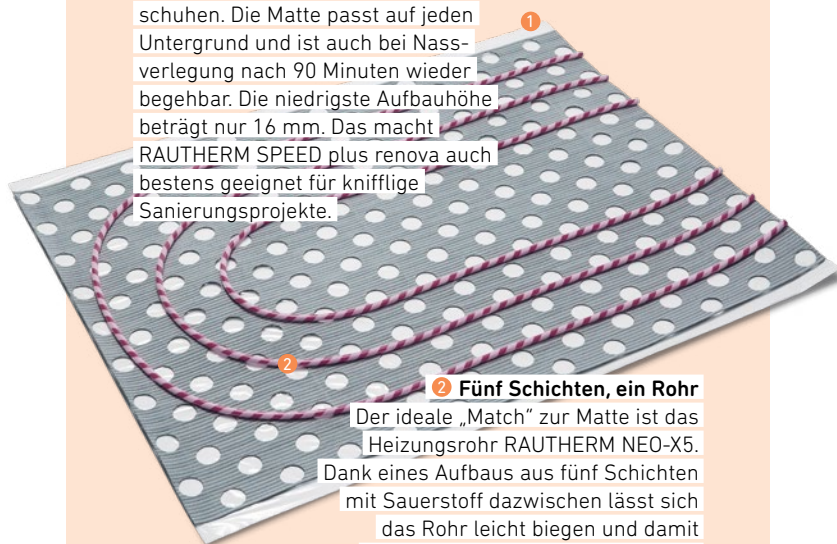 schuhen. Die Matte passt auf jeden
Untergrund und ist auch bei Nass-
verlegung nach 90 Minuten wieder
begehbar. Die niedrigste Aufbauhöhe
beträgt nur 16 mm. Das macht
RAUTHERM SPEED plus renova auch
bestens geeignet für knifflige
Sanierungsprojekte.
1
2
2 Fünf Schichten, ein Rohr
Der ideale „Match“ zur Matte ist das
Heizungsrohr RAUTHERM NEO-X5.
Dank eines Aufbaus aus fünf Schichten
mit Sauerstoff dazwischen lässt sich
das Rohr leicht biegen und damit